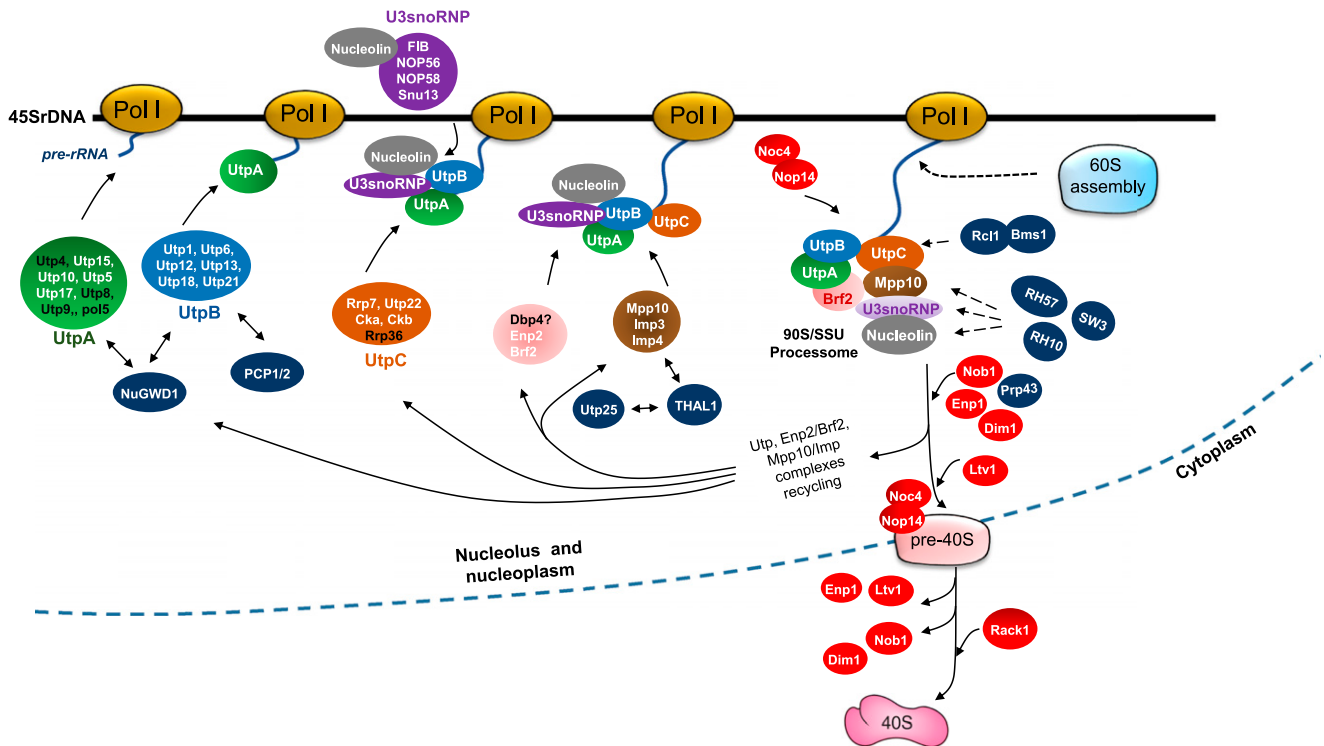 U3snoRNP
Nucleolin
FIB
NOP56
NOP58
Snu13
45SrDNA
Pol I
Pol I
Pol I
Pol I
Pol I
pre-rRNA
UtpA
Nucleolin
U3snoRNP
UtpB
UtpA
Nucleolin
U3snoRNP
UtpB
UtpC
UtpA
Noc4
Nop14
60S
assembly
UtpB
UtpC
UtpA
Mpp10
Brf2
U3snoRNP
Nucleolin
90S/SSU
Processome
Rcl1
Bms1
RH57
SW3
RH10
Utp4, Utp15,
Utp10, Utp5
Utp17, Utp8,
Utp9,, pol5
UtpA
Utp1, Utp6,
Utp12, Utp13,
Utp18, Utp21
UtpB
NuGWD1
PCP1/2
Rrp7, Utp22
Cka, Ckb
Rrp36
UtpC
Dbp4?
Enp2
Brf2
Mpp10
Imp3
Imp4
Utp25
THAL1
Nob1
Prp43
Enp1
Dim1
Utp, Enp2/Brf2,
Mpp10/Imp
complexes
recycling
Ltv1
Noc4
Nop14
pre-40S
Cytoplasm
Nucleolus and
nucleoplasm
Enp1
Ltv1
Nob1
Dim1
Rack1
40S